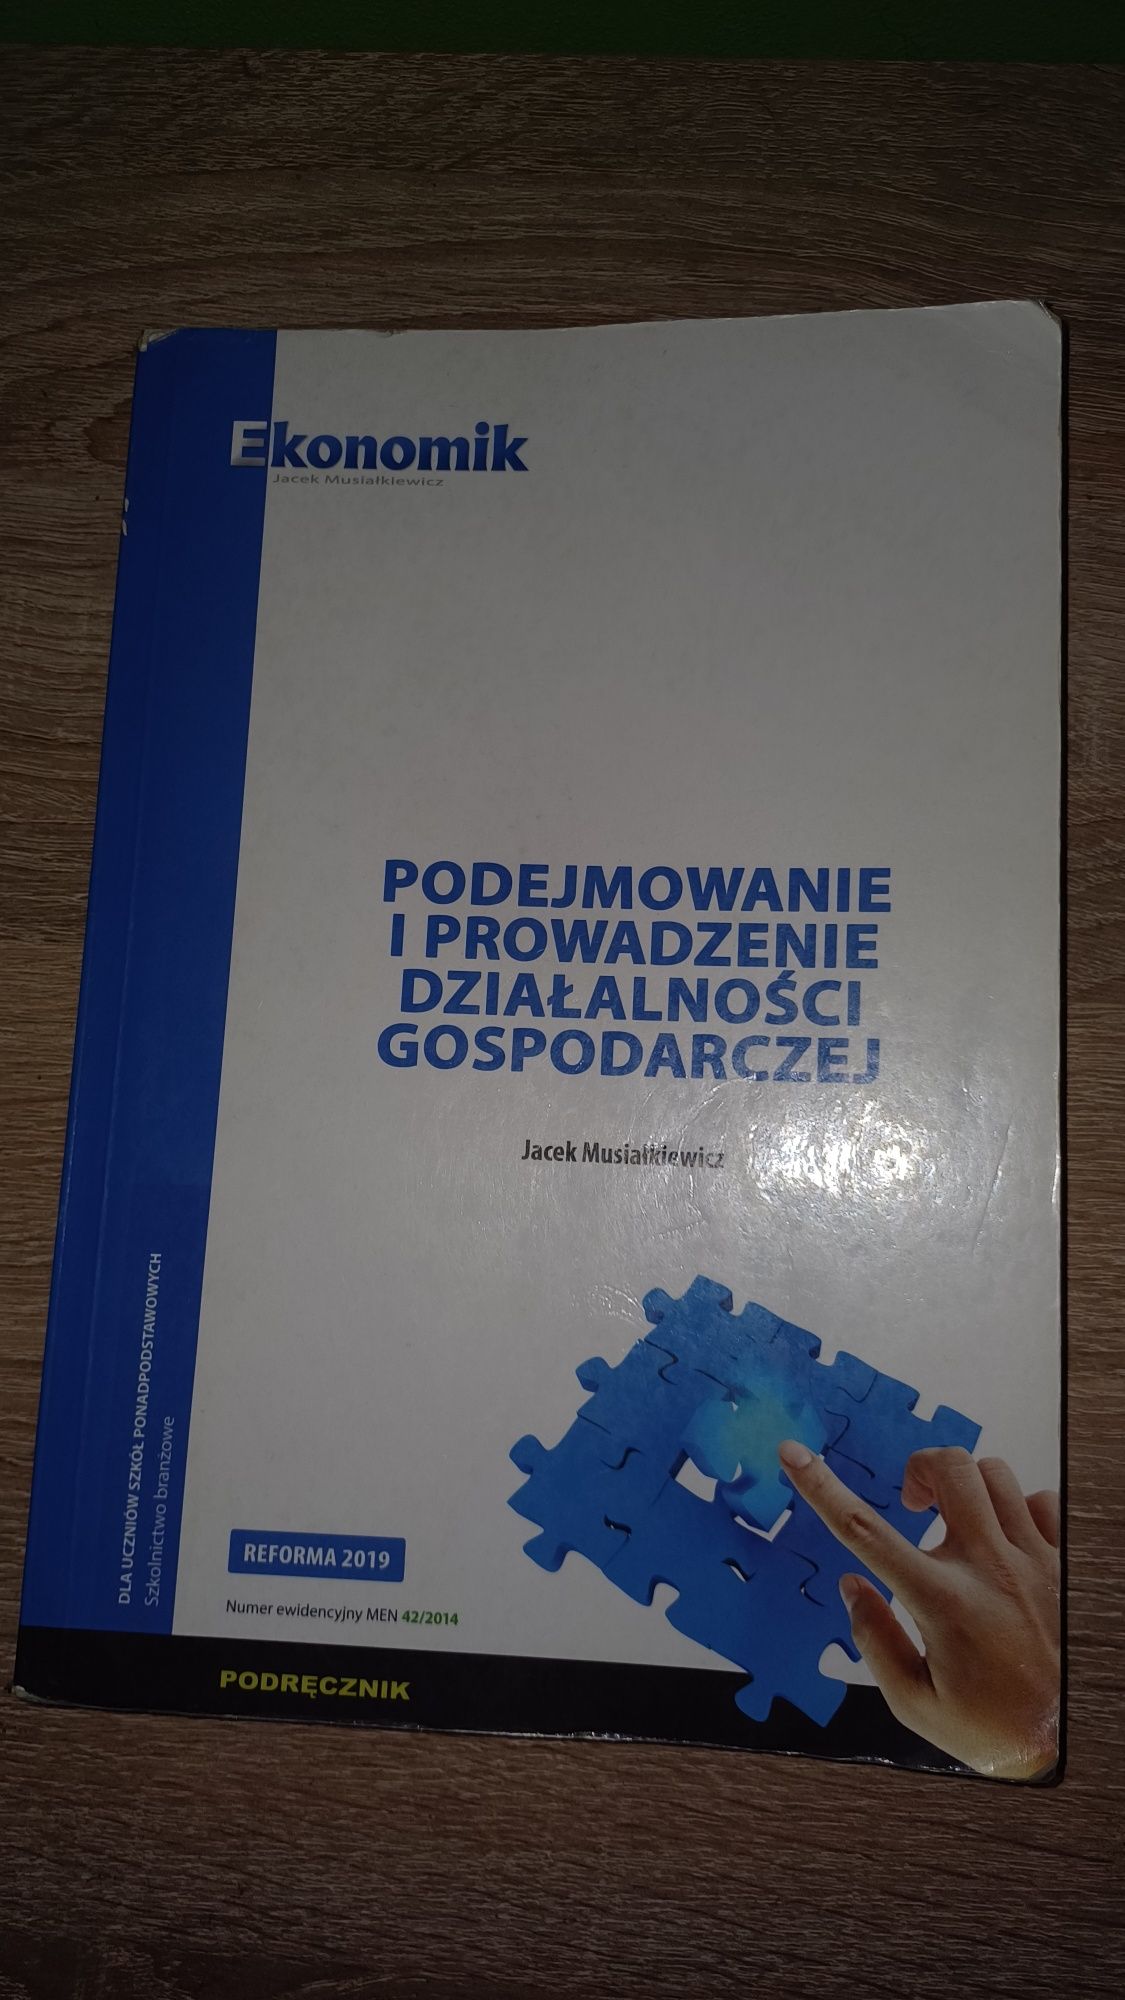 Ekonomik
Jacek Musiałkiewicz
PODEJMOWANIE
I PROWADZENIE
DZIAŁALNOŚCI
GOSPODARCZEJ
Jacek Musiałkiewicz
DLA UCZNIÓW SZKÓŁ PONADPODSTAWOWYCH
Szkolnictwo branżowe
REFORMA 2019
Numer ewidencyjny MEN 42/2014
PODRĘCZNIK